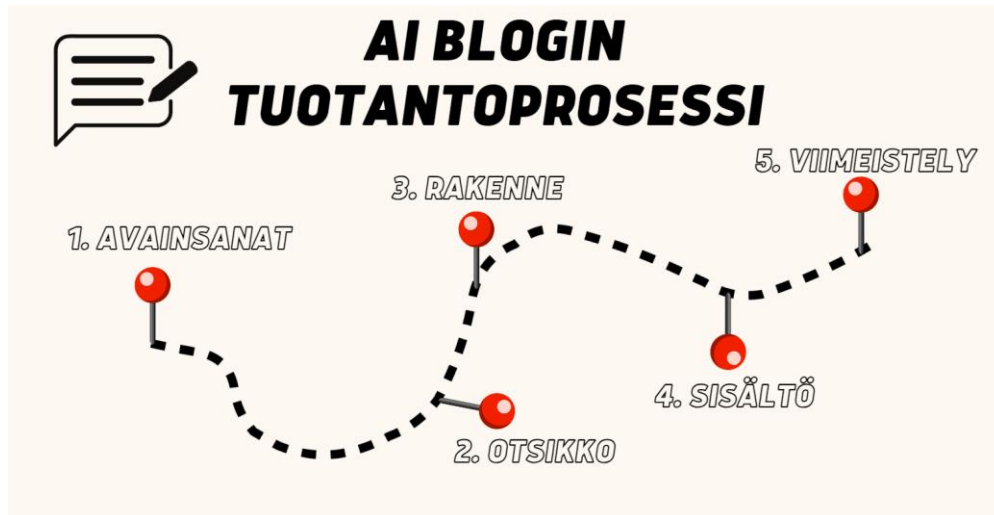 AI BLOGIN
TUOTANTOPROSESSI
1. AVAINSANAT
2. OTSIKKO
3. RAKENNE
4. SISÄLTÖ
5. VIIMEISTELY